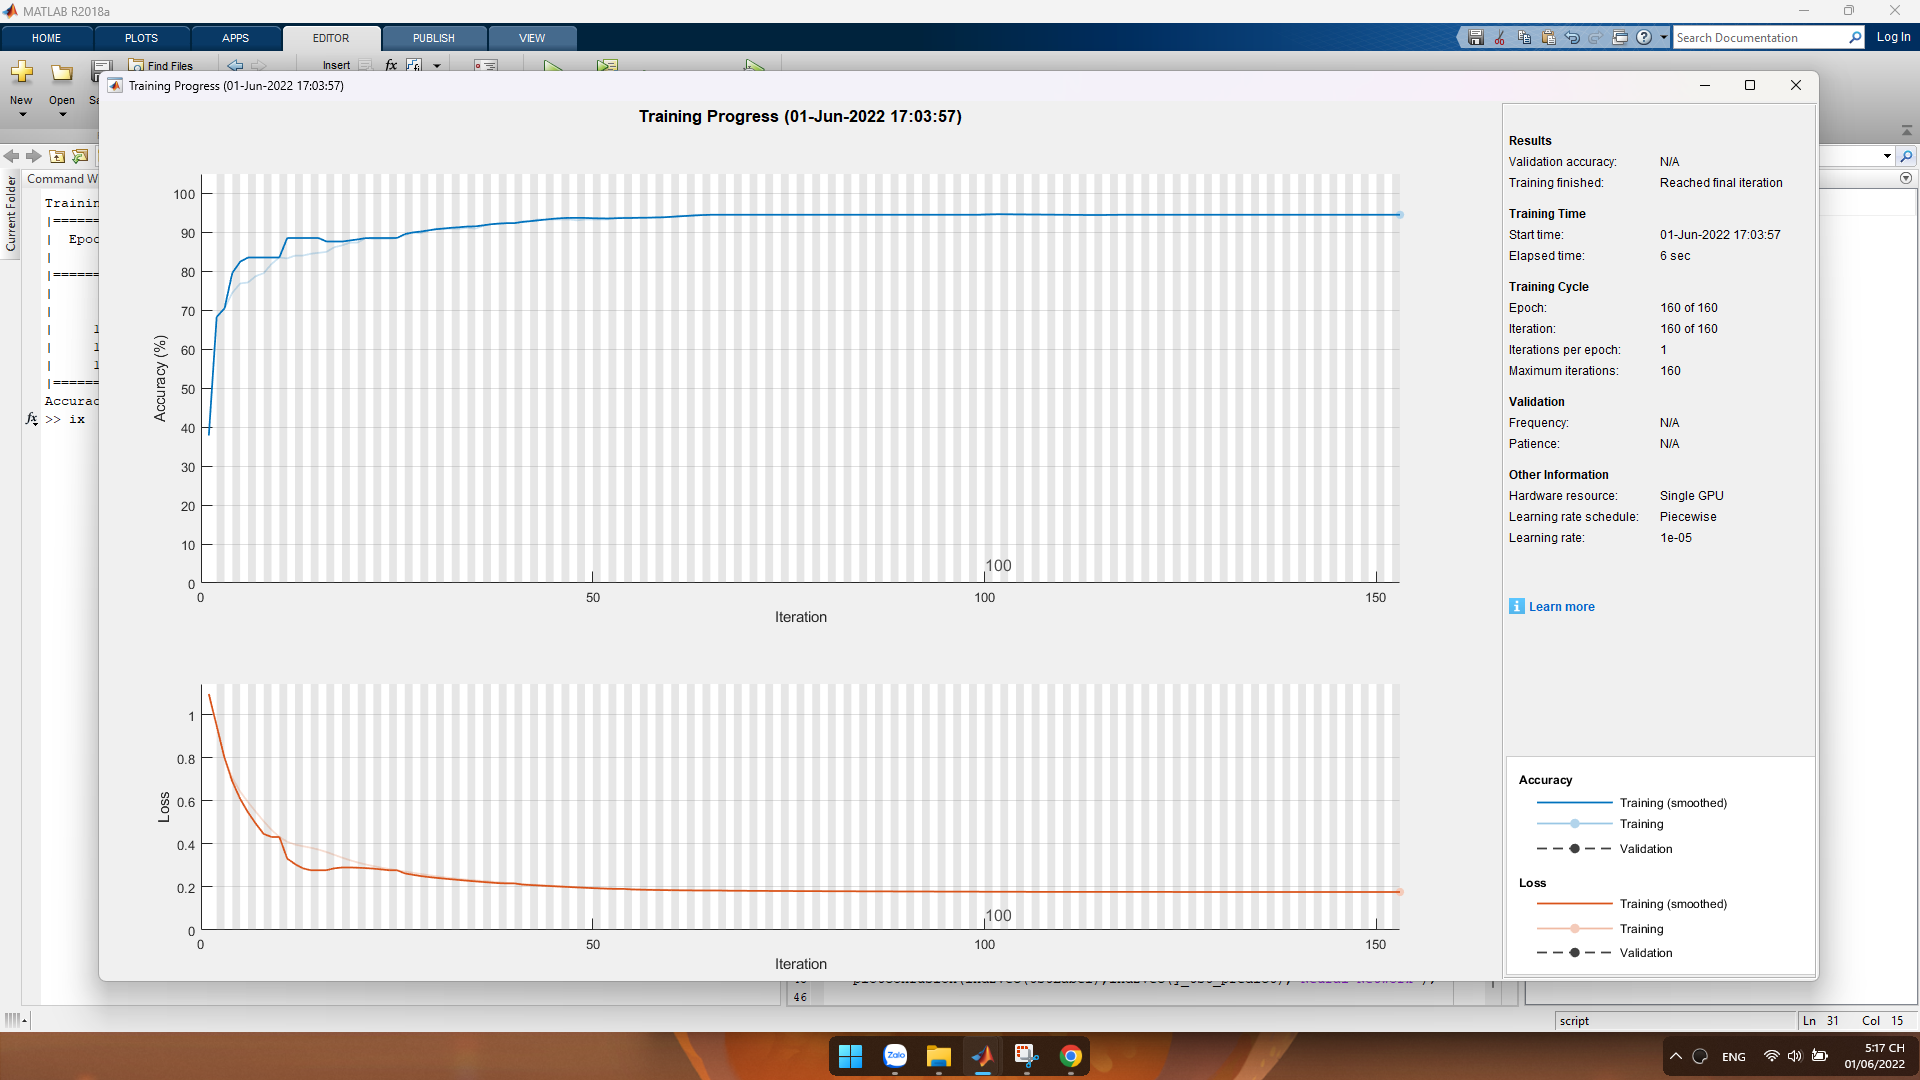 MATLAB R2018a
HOME
PLOTS
APPS
EDITOR
PUBLISH
VIEW
Search Documentation
Log In
New
Open
Find Files
Insert
fx
Training Progress (01-Jun-2022 17:03:57)
Training Progress (01-Jun-2022 17:03:57)
Current Folder
Command W
Trainin
|======
| Epoc
|
|======
|
|
| 1
| 1
| 1
|======
Accurac
fx >> ix
Accuracy (%)
100
90
80
70
60
50
40
30
20
10
0
100
0
50
100
150
Iteration
Loss
1
0.8
0.6
0.4
0.2
0
100
0
50
100
150
Iteration
Results
Validation accuracy: N/A
Training finished: Reached final iteration
Training Time
Start time: 01-Jun-2022 17:03:57
Elapsed time: 6 sec
Training Cycle
Epoch: 160 of 160
Iteration: 160 of 160
Iterations per epoch: 1
Maximum iterations: 160
Validation
Frequency: N/A
Patience: N/A
Other Information
Hardware resource: Single GPU
Learning rate schedule: Piecewise
Learning rate: 1e-05
i Learn more
Accuracy
Training (smoothed)
Training
Validation
Loss
Training (smoothed)
Training
Validation
46
script
Ln 31 Col 15
Zalo
ENG
5:17 CH
01/06/2022